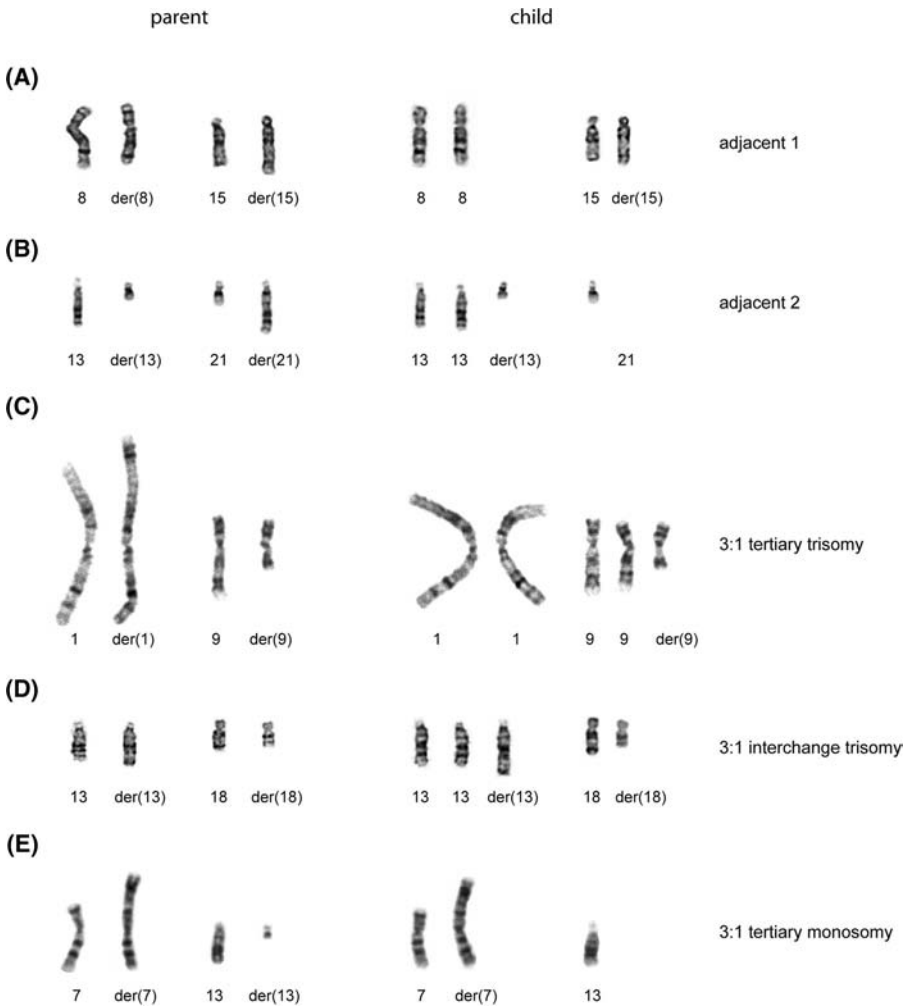 parent child
(A)
adjacent 1
8 der(8) 15 der(15) 8 8 15 der(15)
(B)
adjacent 2
13 der(13) 21 der(21) 13 13 der(13) 21
(C)
3:1 tertiary trisomy
1 der(1) 9 der(9) 1 1 9 9 der(9)
(D)
3:1 interchange trisomy
13 der(13) 18 der(18) 13 13 der(13) 18 der(18)
(E)
3:1 tertiary monosomy
7 der(7) 13 der(13) 7 der(7) 13